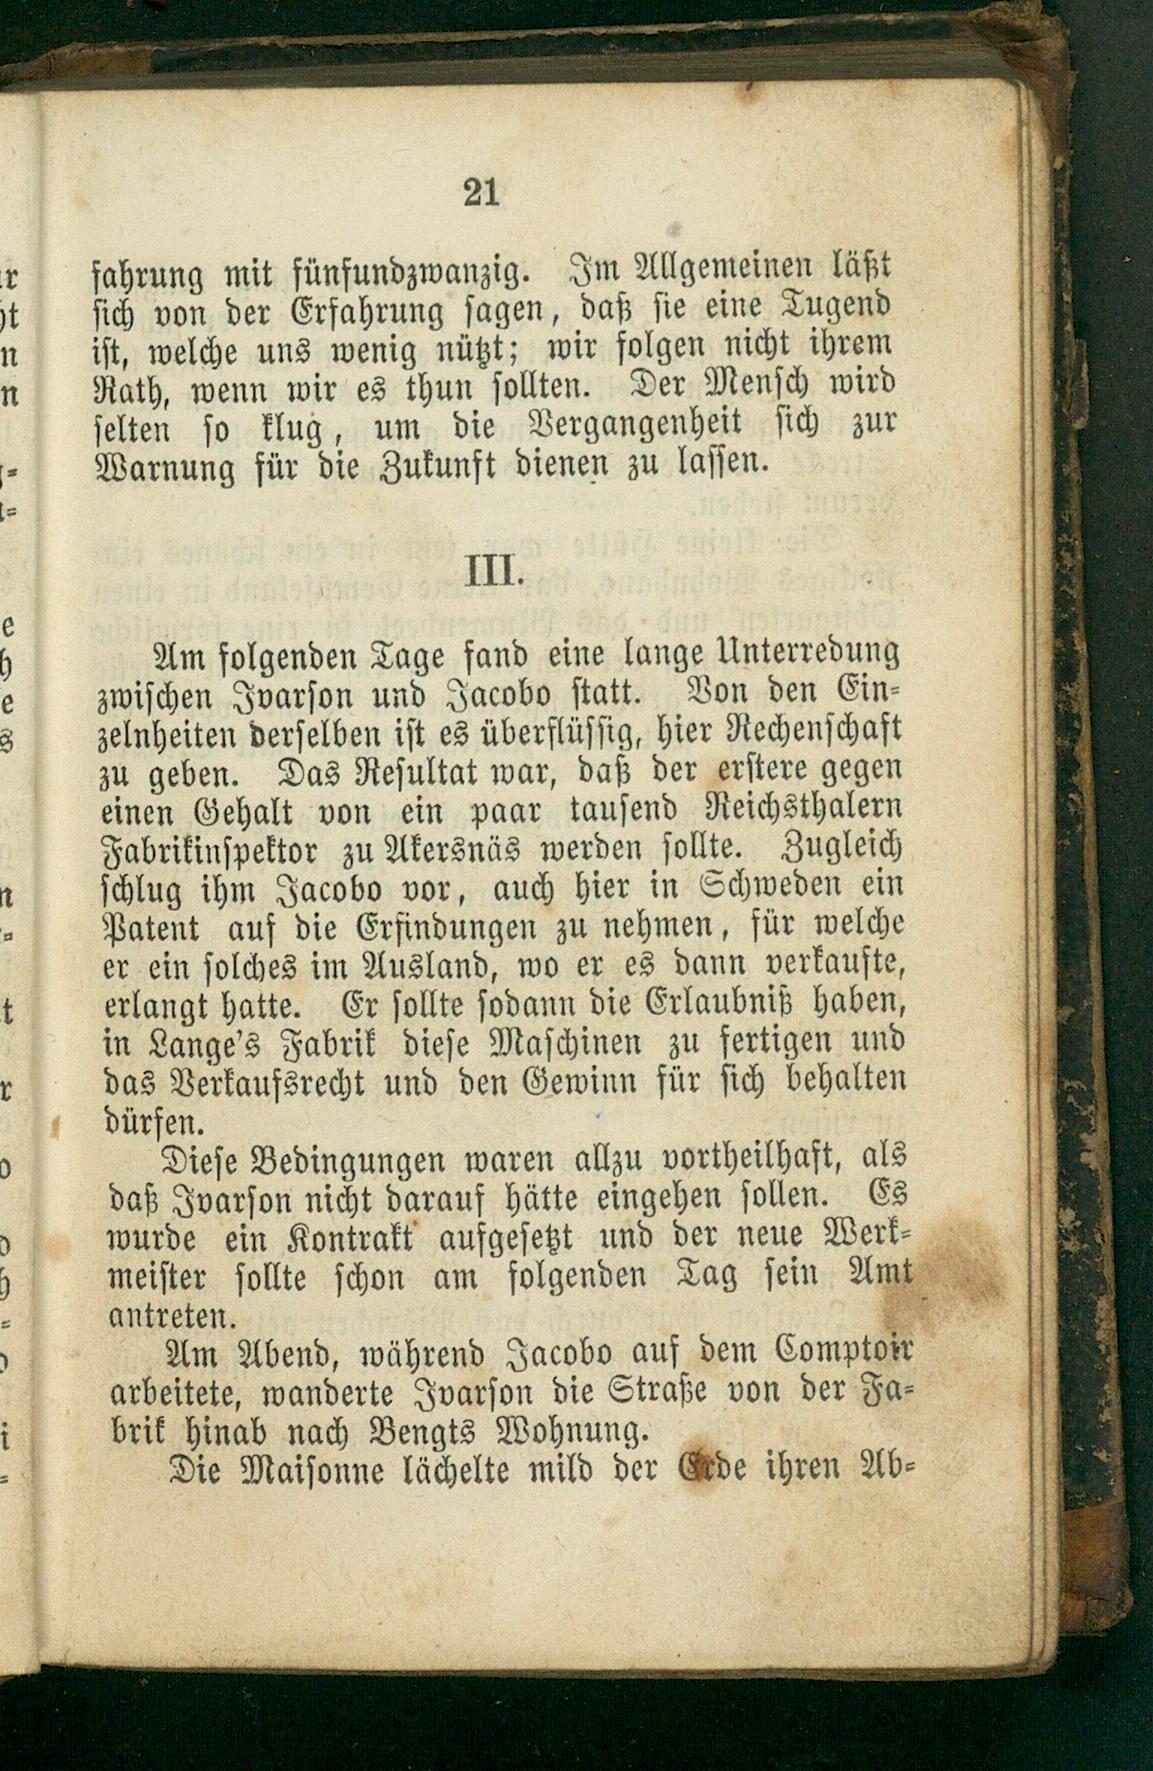 21
fahrung mit fünfundzwanzig. Im Allgemeinen läßt
sich von der Erfahrung sagen, daß sie eine Tugend
ist, welche uns wenig nützt; wir folgen nicht ihrem
Rath, wenn wir es thun sollten. Der Mensch wird
selten so klug, um die Vergangenheit sich zur
Warnung für die Zukunft dienen zu lassen.
III.
Am folgenden Tage fand eine lange Unterredung
zwischen Ivarson und Jacobo statt. Von den Ein-
zelnheiten derselben ist es überflüssig, hier Rechenschaft
zu geben. Das Resultat war, daß der erstere gegen
einen Gehalt von ein paar tausend Reichsthalern
Fabrikinspektor zu Akersnäs werden sollte. Zugleich
schlug ihm Jacobo vor, auch hier in Schweden ein
Patent auf die Erfindungen zu nehmen, für welche
er ein solches im Ausland, wo er es dann verkaufte,
erlangt hatte. Er sollte sodann die Erlaubniß haben,
in Lange's Fabrik diese Maschinen zu fertigen und
das Verkaufsrecht und den Gewinn für sich behalten
dürfen.
Diese Bedingungen waren allzu vortheilhaft, als
daß Ivarson nicht darauf hätte eingehen sollen. Es
wurde ein Kontrakt aufgesetzt und der neue Werk-
meister sollte schon am folgenden Tag sein Amt
antreten.
Am Abend, während Jacobo auf dem Comptoir
arbeitete, wanderte Ivarson die Straße von der Fa-
brik hinab nach Bengts Wohnung.
Die Maisonne lächelte mild der Erde ihren Ab-